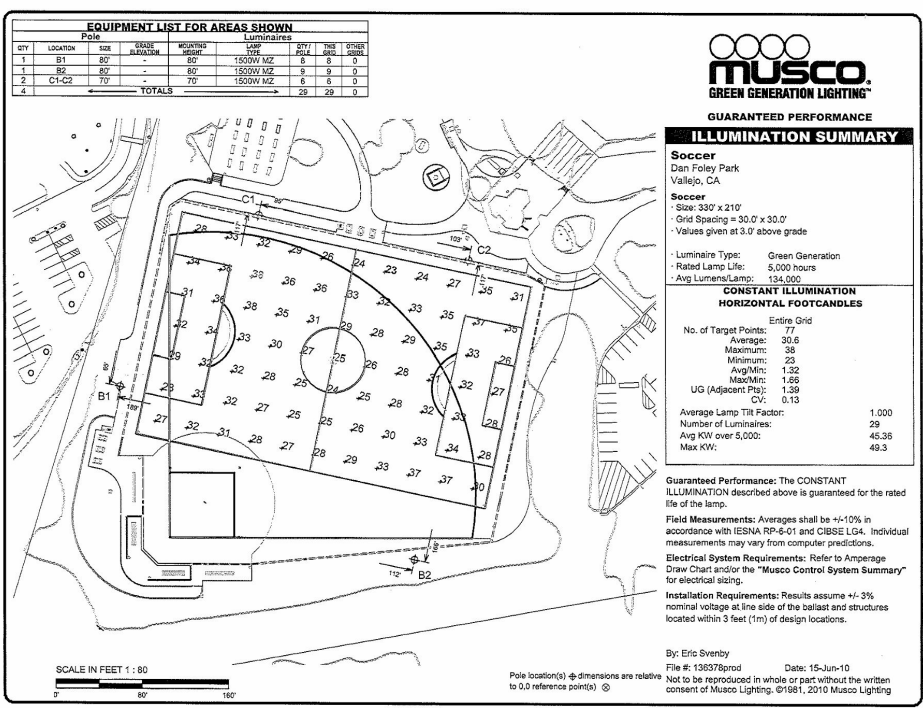 EQUIPMENT LIST FOR AREAS SHOWN
Pole Luminaires
QTY LOCATION SIZE GRADE ELEVATION MOUNTING HEIGHT LAMP TYPE QTY / POLE THIS GRID OTHER GRIDS
1 B1 80' - 80' 1500W MZ 8 8 0
1 B2 80' - 80' 1500W MZ 9 9 0
2 C1-C2 70' - 70' 1500W MZ 6 6 0
4 TOTALS 29 29 0
MUSCO.
GREEN GENERATION LIGHTING™
GUARANTEED PERFORMANCE
ILLUMINATION SUMMARY
Soccer
Dan Foley Park
Vallejo, CA
Soccer
· Size: 330' x 210'
· Grid Spacing = 30.0' x 30.0'
· Values given at 3.0' above grade
· Luminaire Type: Green Generation
· Rated Lamp Life: 5,000 hours
· Avg Lumens/Lamp: 134,000
CONSTANT ILLUMINATION
HORIZONTAL FOOTCANDLES
Entire Grid
No. of Target Points: 77
Average: 30.6
Maximum: 38
Minimum: 23
Avg/Min: 1.32
Max/Min: 1.66
UG (Adjacent Pts): 1.39
CV: 0.13
Average Lamp Tilt Factor: 1.000
Number of Luminaires: 29
Avg KW over 5,000: 45.36
Max KW: 49.3
Guaranteed Performance: The CONSTANT
ILLUMINATION described above is guaranteed for the rated
life of the lamp.
Field Measurements: Averages shall be +/-10% in
accordance with IESNA RP-6-01 and CIBSE LG4. Individual
measurements may vary from computer predictions.
Electrical System Requirements: Refer to Amperage
Draw Chart and/or the "Musco Control System Summary"
for electrical sizing.
Installation Requirements: Results assume +/- 3%
nominal voltage at line side of the ballast and structures
located within 3 feet (1m) of design locations.
By: Eric Svenby
File #: 136378prod Date: 15-Jun-10
Not to be reproduced in whole or part without the written
consent of Musco Lighting. ©1981, 2010 Musco Lighting
C1
C2
103'
117'
28 33 32 29 26 24 23 24 27 35 31
34 38 38 36 36 33 32 33 35 37 35
31 36 38 35 31 29 28 29 35 33 26
32 34 33 30 27 25 26 28 31 32 27
29 32 32 28 25 24 25 28 32 33 28
28 33 32 27 25 25 26 30 33 34 28
27 32 31 28 27 28 29 33 37 37 30
B1
189'
B2
112'
SCALE IN FEET 1 : 80
0' 80' 160'
Pole location(s) dimensions are relative
to 0,0 reference point(s)